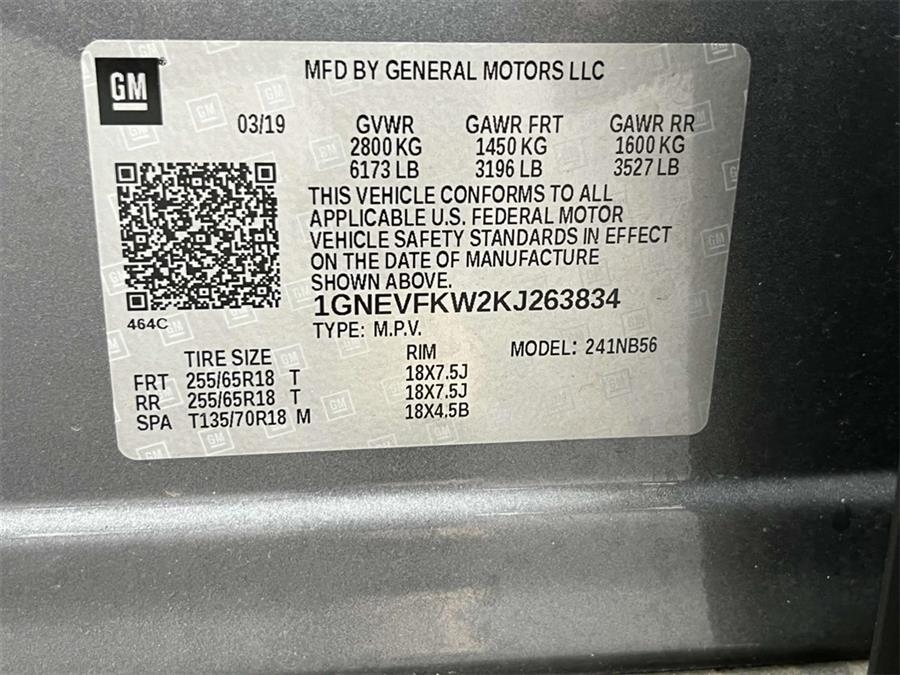 GM
MFD BY GENERAL MOTORS LLC
03/19 GVWR GAWR FRT GAWR RR
2800 KG 1450 KG 1600 KG
6173 LB 3196 LB 3527 LB
THIS VEHICLE CONFORMS TO ALL
APPLICABLE U.S. FEDERAL MOTOR
VEHICLE SAFETY STANDARDS IN EFFECT
ON THE DATE OF MANUFACTURE
SHOWN ABOVE.
1GNEVFKW2KJ263834
464C
TYPE: M.P.V.
TIRE SIZE RIM MODEL: 241NB56
FRT 255/65R18 T 18X7.5J
RR 255/65R18 T 18X7.5J
SPA T135/70R18 M 18X4.5B